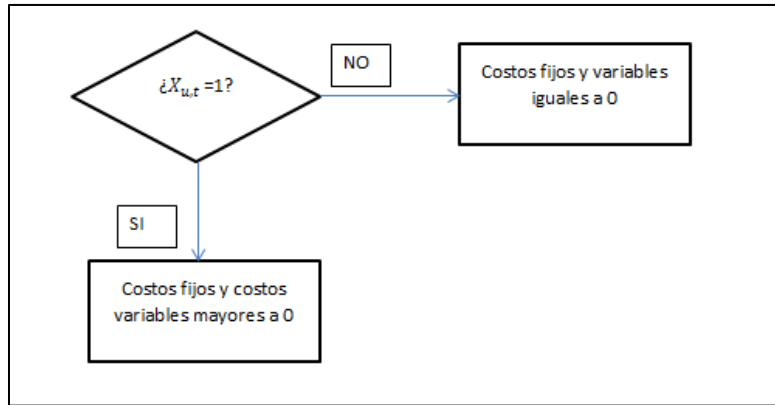 ¿X_{u,t} =1?
NO
Costos fijos y variables
iguales a 0
SI
Costos fijos y costos
variables mayores a 0